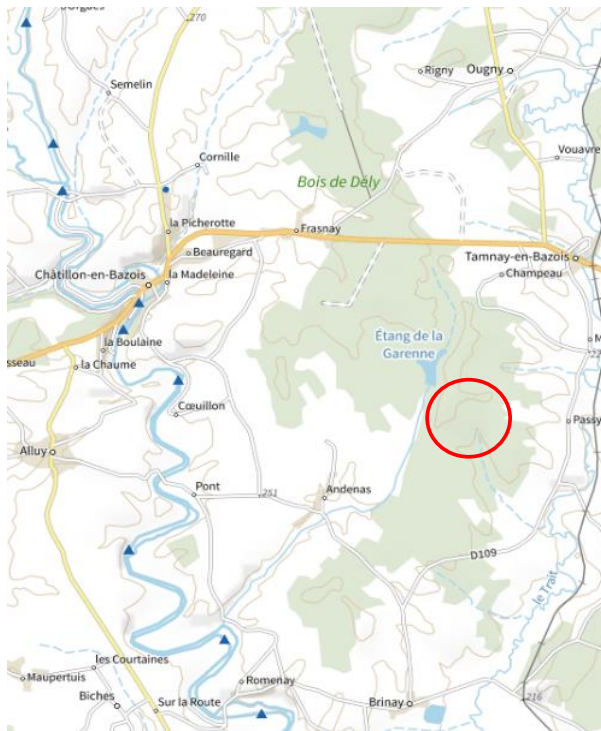 270
Semelin
Rigny
Ougny
Vouavre
Cornille
Bois de Dély
la Picherotte
Frasnay
Beauregard
Tamnay-en-Bazois
Champeau
Châtillon-en-Bazois
la Madeleine
Étang de la
Garenne
la Boulaine
la Chaume
Cœuillon
Passy
Alluy
Pont
251
Andenas
D109
le Trait
les Courtaines
Maupertuis
Romenay
Biches
Sur la Route
Brinay
216